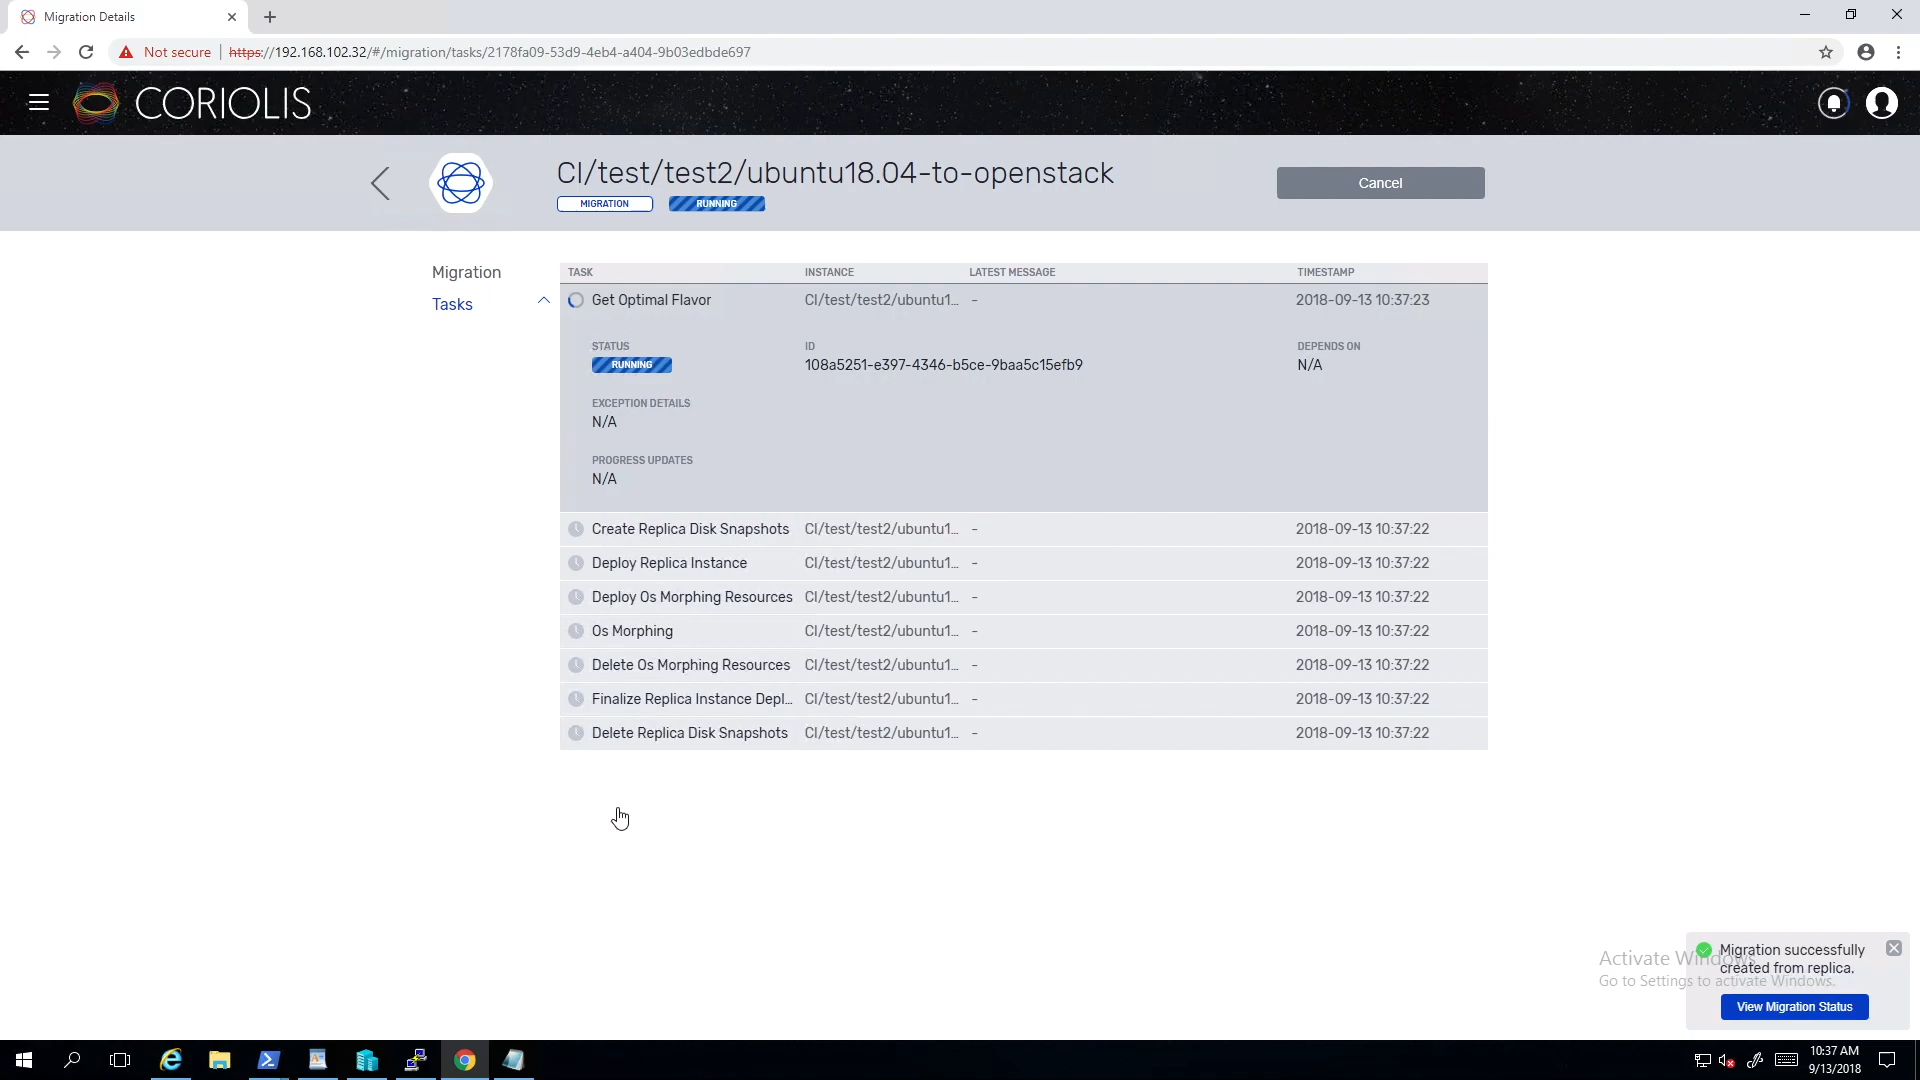 Migration Details
Not secure | https://192.168.102.32/#/migration/tasks/2178fa09-53d9-4eb4-a404-9b03edbde697
CORIOLIS
CI/test/test2/ubuntu18.04-to-openstack
MIGRATION RUNNING
Cancel
Migration
Tasks
TASK INSTANCE LATEST MESSAGE TIMESTAMP
Get Optimal Flavor CI/test/test2/ubuntu1... - 2018-09-13 10:37:23
STATUS ID DEPENDS ON
RUNNING 108a5251-e397-4346-b5ce-9baa5c15efb9 N/A
EXCEPTION DETAILS
N/A
PROGRESS UPDATES
N/A
Create Replica Disk Snapshots CI/test/test2/ubuntu1... - 2018-09-13 10:37:22
Deploy Replica Instance CI/test/test2/ubuntu1... - 2018-09-13 10:37:22
Deploy Os Morphing Resources CI/test/test2/ubuntu1... - 2018-09-13 10:37:22
Os Morphing CI/test/test2/ubuntu1... - 2018-09-13 10:37:22
Delete Os Morphing Resources CI/test/test2/ubuntu1... - 2018-09-13 10:37:22
Finalize Replica Instance Depl... CI/test/test2/ubuntu1... - 2018-09-13 10:37:22
Delete Replica Disk Snapshots CI/test/test2/ubuntu1... - 2018-09-13 10:37:22
Activate Windows
Go to Settings to activate Windows.
Migration successfully
created from replica.
View Migration Status
10:37 AM
9/13/2018